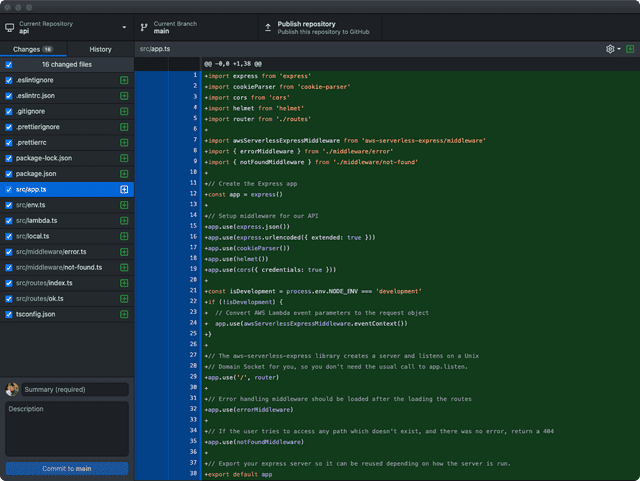 Current Repository
api
Current Branch
main
Publish repository
Publish this repository to GitHub
Changes 16
History
16 changed files
.eslintignore
.eslintrc.json
.gitignore
.prettierignore
.prettierrc
package-lock.json
package.json
src/app.ts
src/env.ts
src/lambda.ts
src/local.ts
src/middleware/error.ts
src/middleware/not-found.ts
src/routes/index.ts
src/routes/ok.ts
tsconfig.json
Summary (required)
Description
Commit to main
src/app.ts
@@ -0,0 +1,38 @@
1 +import express from 'express'
2 +import cookieParser from 'cookie-parser'
3 +import cors from 'cors'
4 +import helmet from 'helmet'
5 +import router from './routes'
6 +
7 +import awsServerlessExpressMiddleware from 'aws-serverless-express/middleware'
8 +import { errorMiddleware } from './middleware/error'
9 +import { notFoundMiddleware } from './middleware/not-found'
10 +
11 +// Create the Express app
12 +const app = express()
13 +
14 +// Setup middleware for our API
15 +app.use(express.json())
16 +app.use(express.urlencoded({ extended: true }))
17 +app.use(cookieParser())
18 +app.use(helmet())
19 +app.use(cors({ credentials: true }))
20 +
21 +const isDevelopment = process.env.NODE_ENV === 'development'
22 +if (!isDevelopment) {
23 +  // Convert AWS Lambda event parameters to the request object
24 +  app.use(awsServerlessExpressMiddleware.eventContext())
25 +}
26 +
27 +// The aws-serverless-express library creates a server and listens on a Unix
28 +// Domain Socket for you, so you don't need the usual call to app.listen.
29 +app.use('/', router)
30 +
31 +// Error handling middleware should be loaded after the loading the routes
32 +app.use(errorMiddleware)
33 +
34 +// If the user tries to access any path which doesn't exist, and there was no error, return a 404
35 +app.use(notFoundMiddleware)
36 +
37 +// Export your express server so it can be reused depending on how the server is run.
38 +export default app